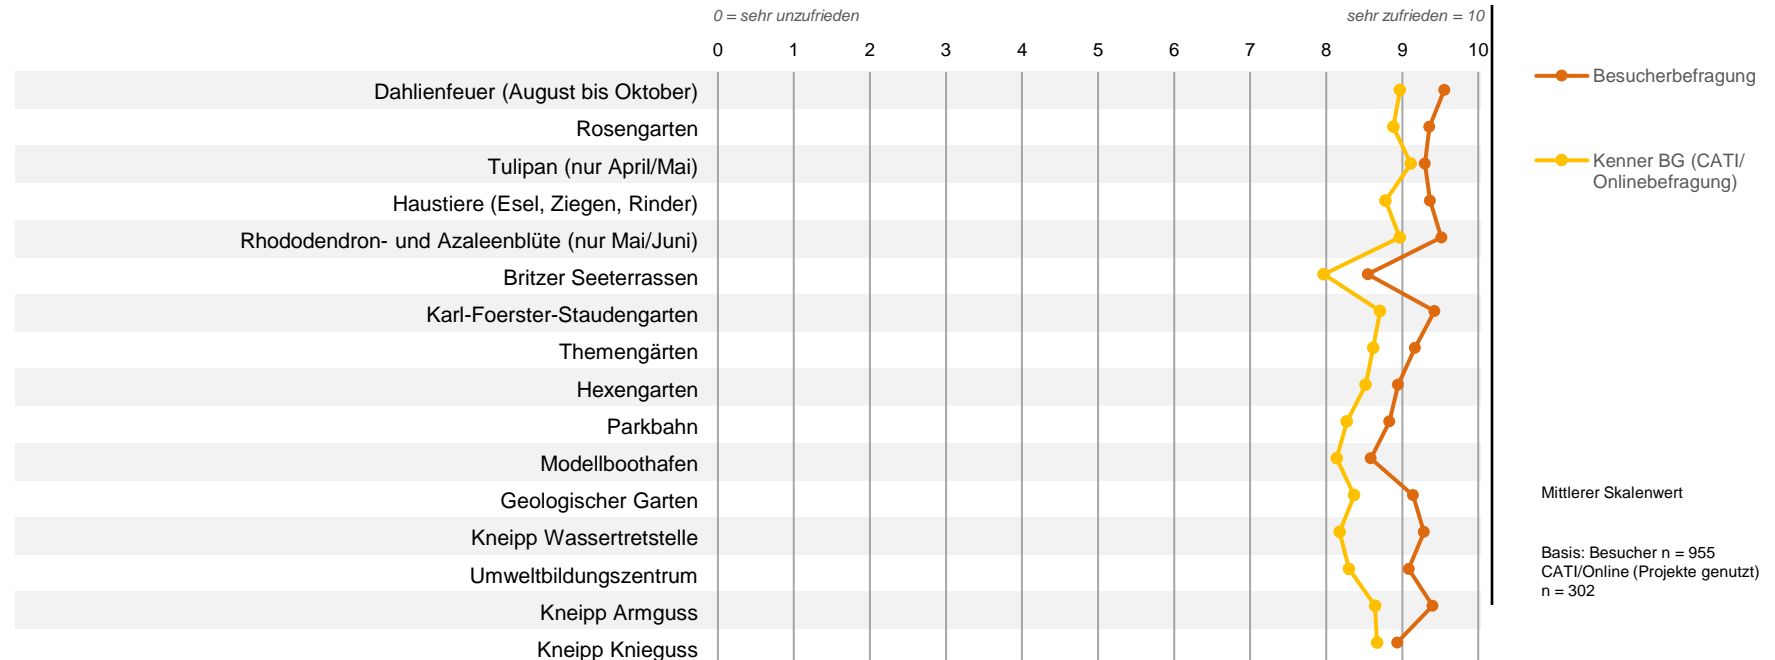 0 = sehr unzufrieden
sehr zufrieden = 10
0 1 2 3 4 5 6 7 8 9 10
Dahlienfeuer (August bis Oktober)
Rosengarten
Tulipan (nur April/Mai)
Haustiere (Esel, Ziegen, Rinder)
Rhododendron- und Azaleenblüte (nur Mai/Juni)
Britzer Seeterrassen
Karl-Foerster-Staudengarten
Themengärten
Hexengarten
Parkbahn
Modellboothafen
Geologischer Garten
Kneipp Wassertretstelle
Umweltbildungszentrum
Kneipp Armguss
Kneipp Knieguss
Besucherbefragung
Kenner BG (CATI/
Onlinebefragung)
Mittlerer Skalenwert
Basis: Besucher n = 955
CATI/Online (Projekte genutzt)
n = 302